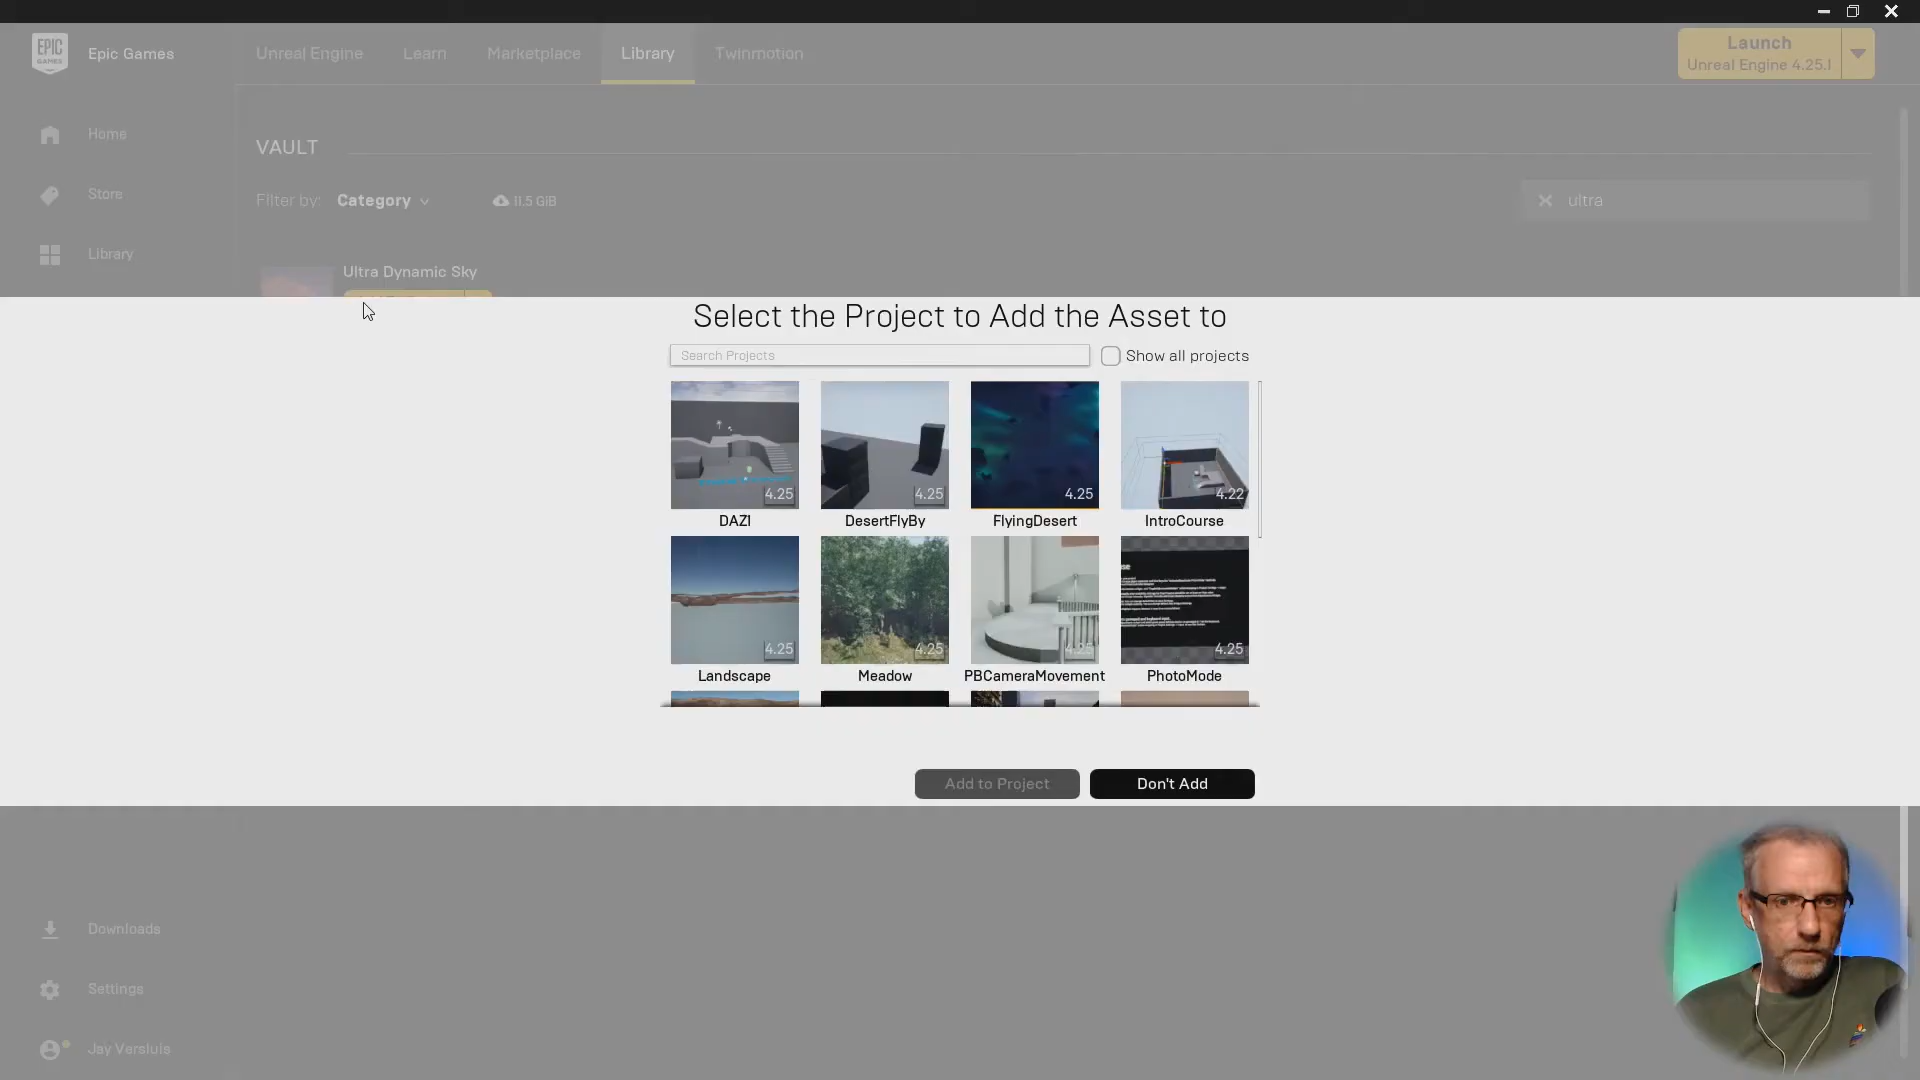 EPIC
GAMES
Epic Games
Unreal Engine
Learn
Marketplace
Library
Twinmotion
Launch
Unreal Engine 4.25.1
Home
Store
Library
VAULT
Filter by:
Category
11.5 GiB
ultra
Ultra Dynamic Sky
Select the Project to Add the Asset to
Search Projects
Show all projects
4.25
4.25
4.25
4.22
DAZ1
DesertFlyBy
FlyingDesert
IntroCourse
4.25
4.25
4.25
4.25
Landscape
Meadow
PBCameraMovement
PhotoMode
Add to Project
Don't Add
Downloads
Settings
Jay Versluis